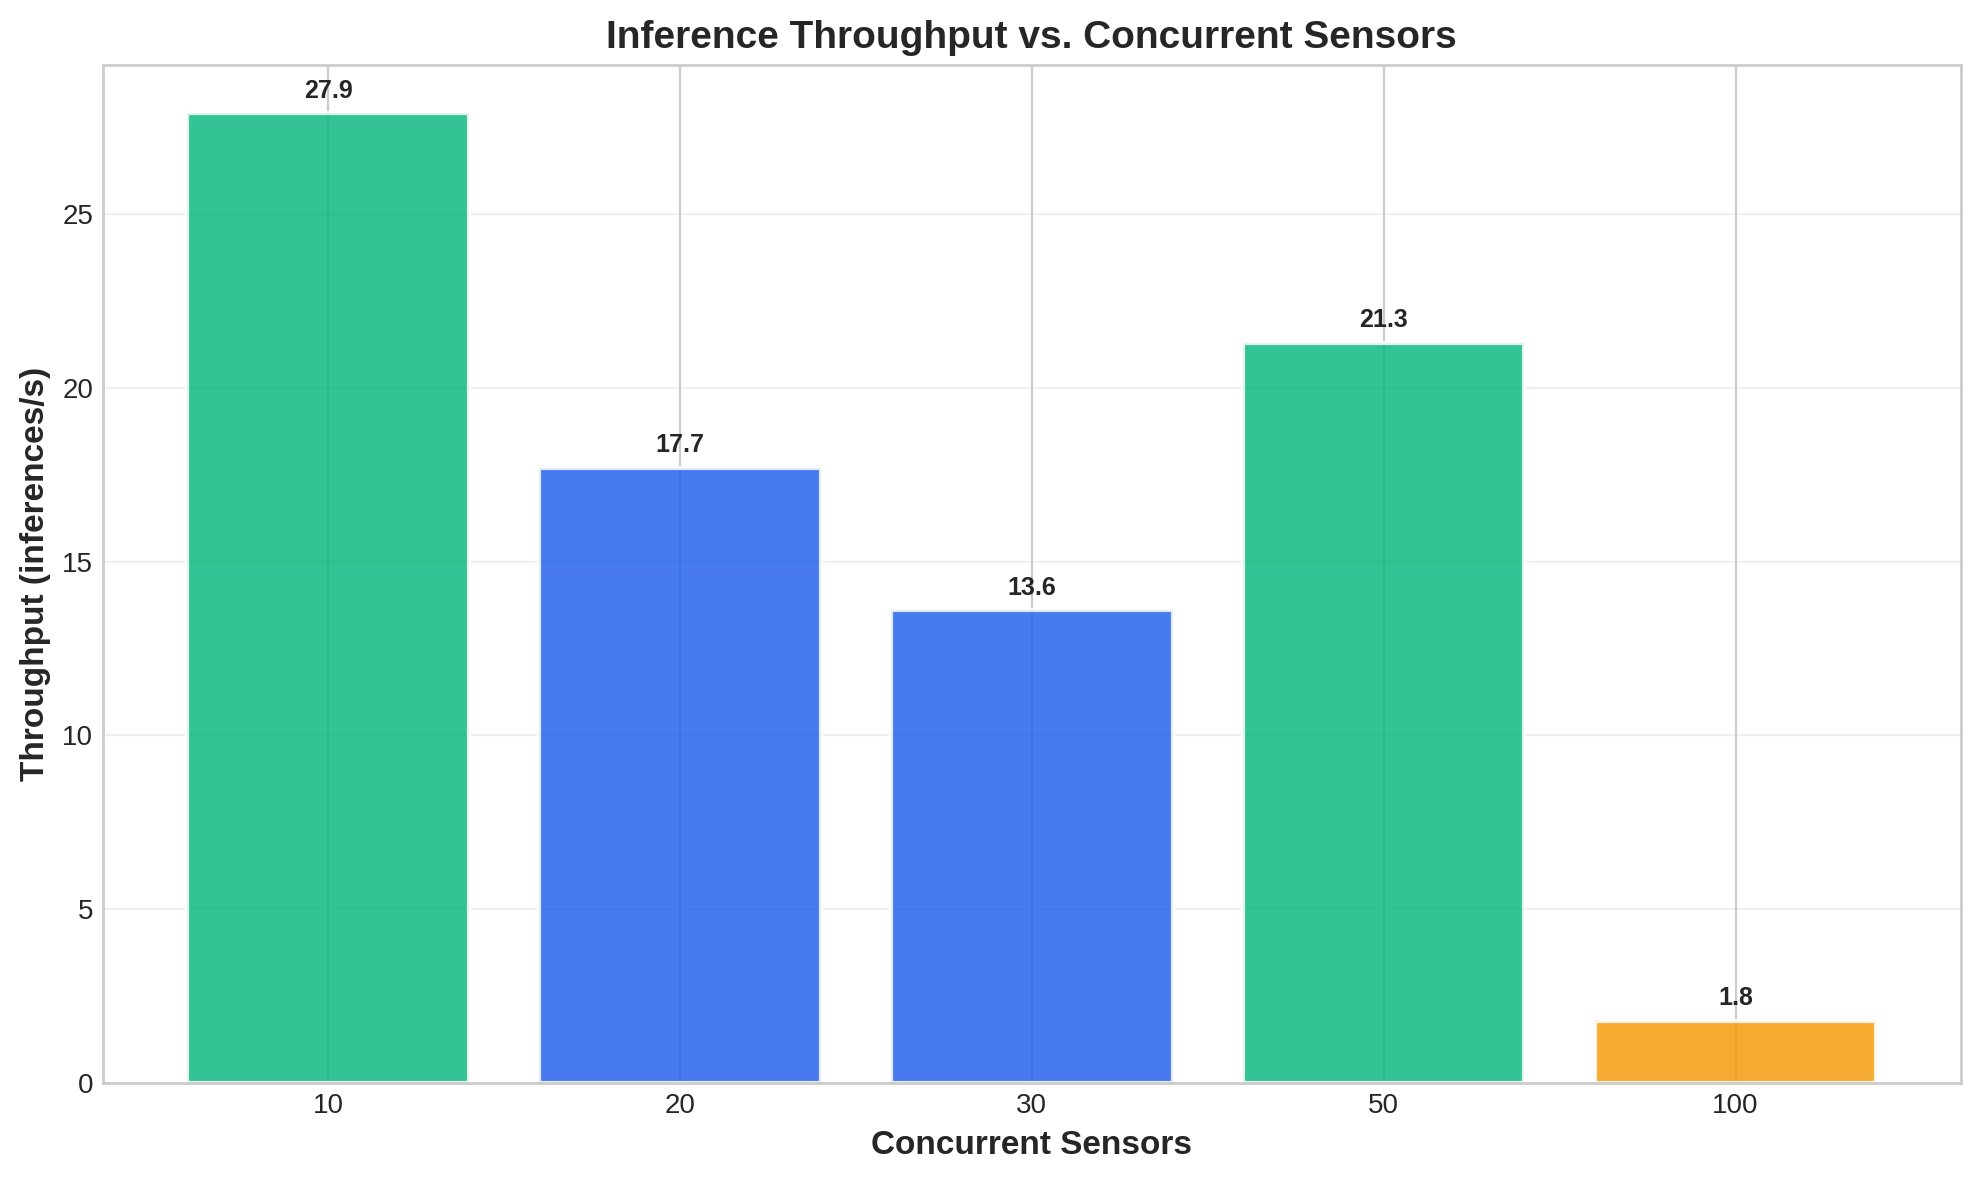 Inference Throughput vs. Concurrent Sensors
27.9
25
21.3
20
17.7
15
13.6
10
5
1.8
0
Throughput (inferences/s)
10 20 30 50 100
Concurrent Sensors